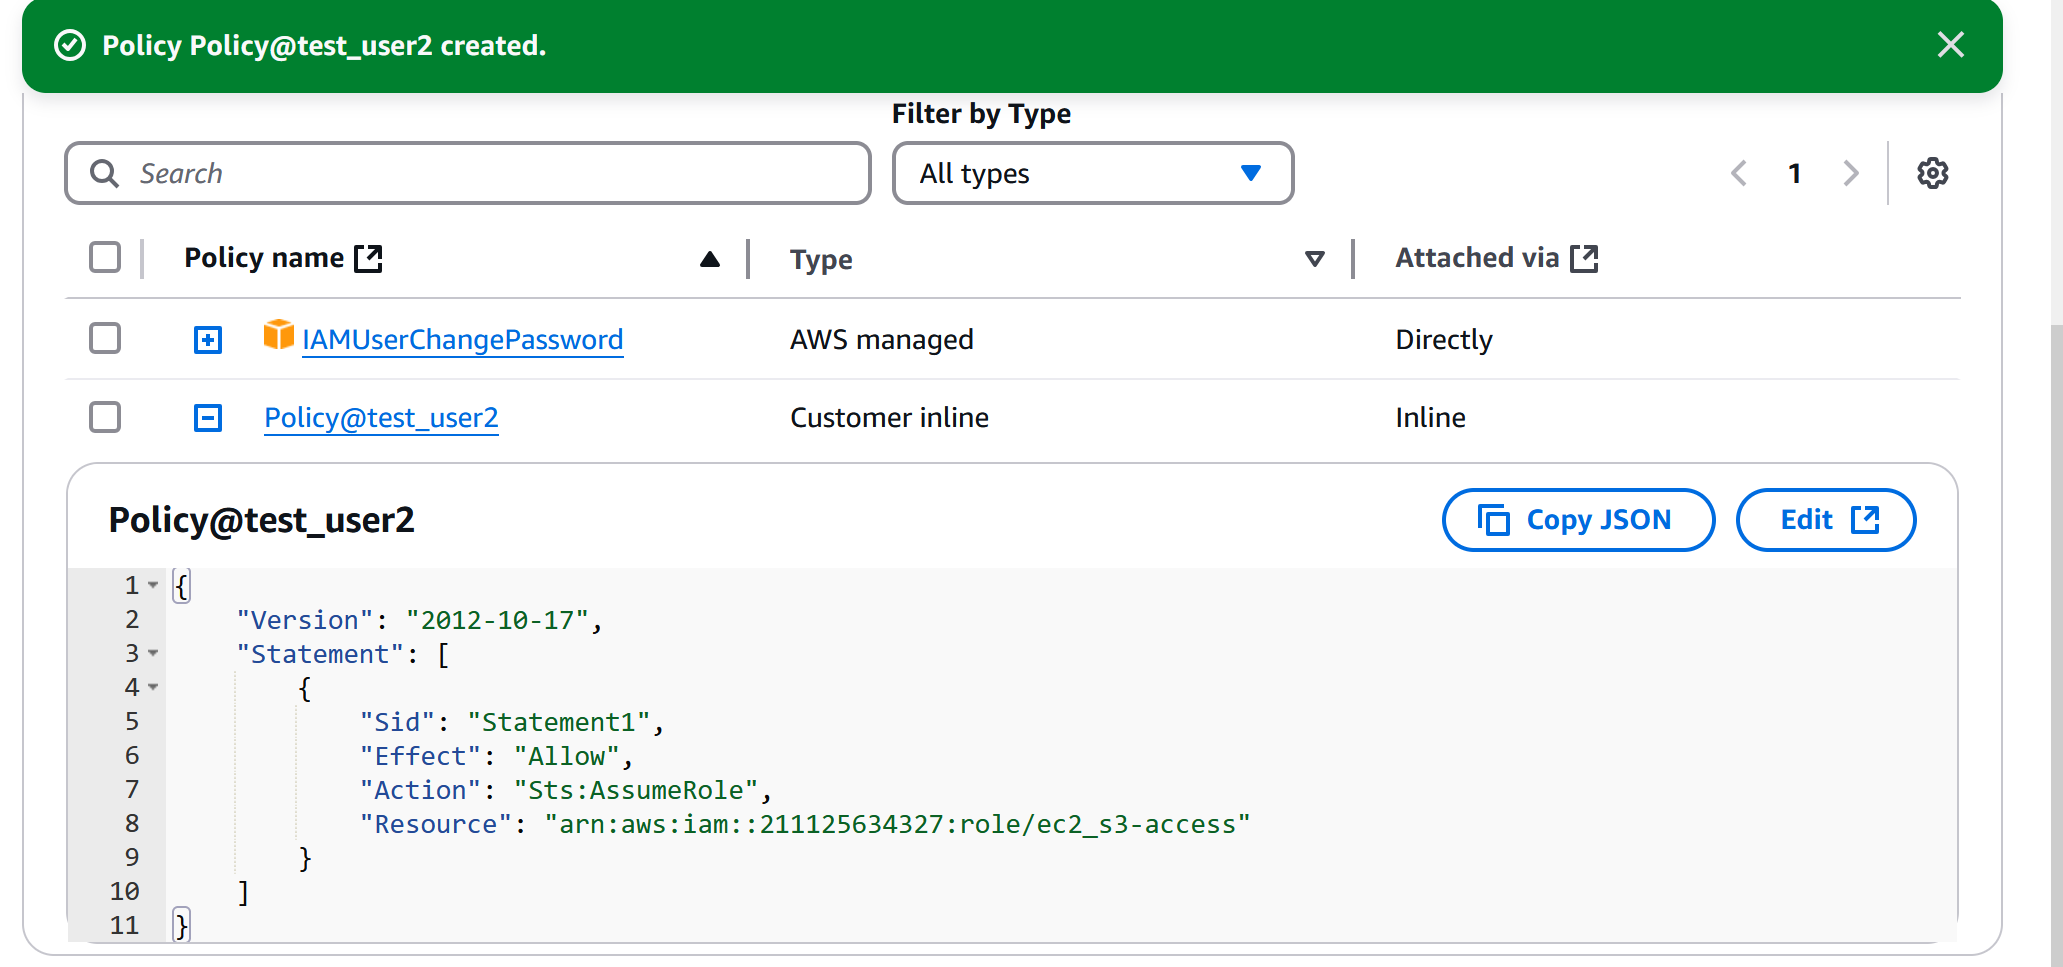 Policy Policy@test_user2 created.
Filter by Type
Search
All types
1
Policy name
Type
Attached via
IAMUserChangePassword
AWS managed
Directly
Policy@test_user2
Customer inline
Inline
Policy@test_user2
Copy JSON
Edit
1 {
2     "Version": "2012-10-17",
3     "Statement": [
4         {
5             "Sid": "Statement1",
6             "Effect": "Allow",
7             "Action": "Sts:AssumeRole",
8             "Resource": "arn:aws:iam::211125634327:role/ec2_s3-access"
9         }
10     ]
11 }